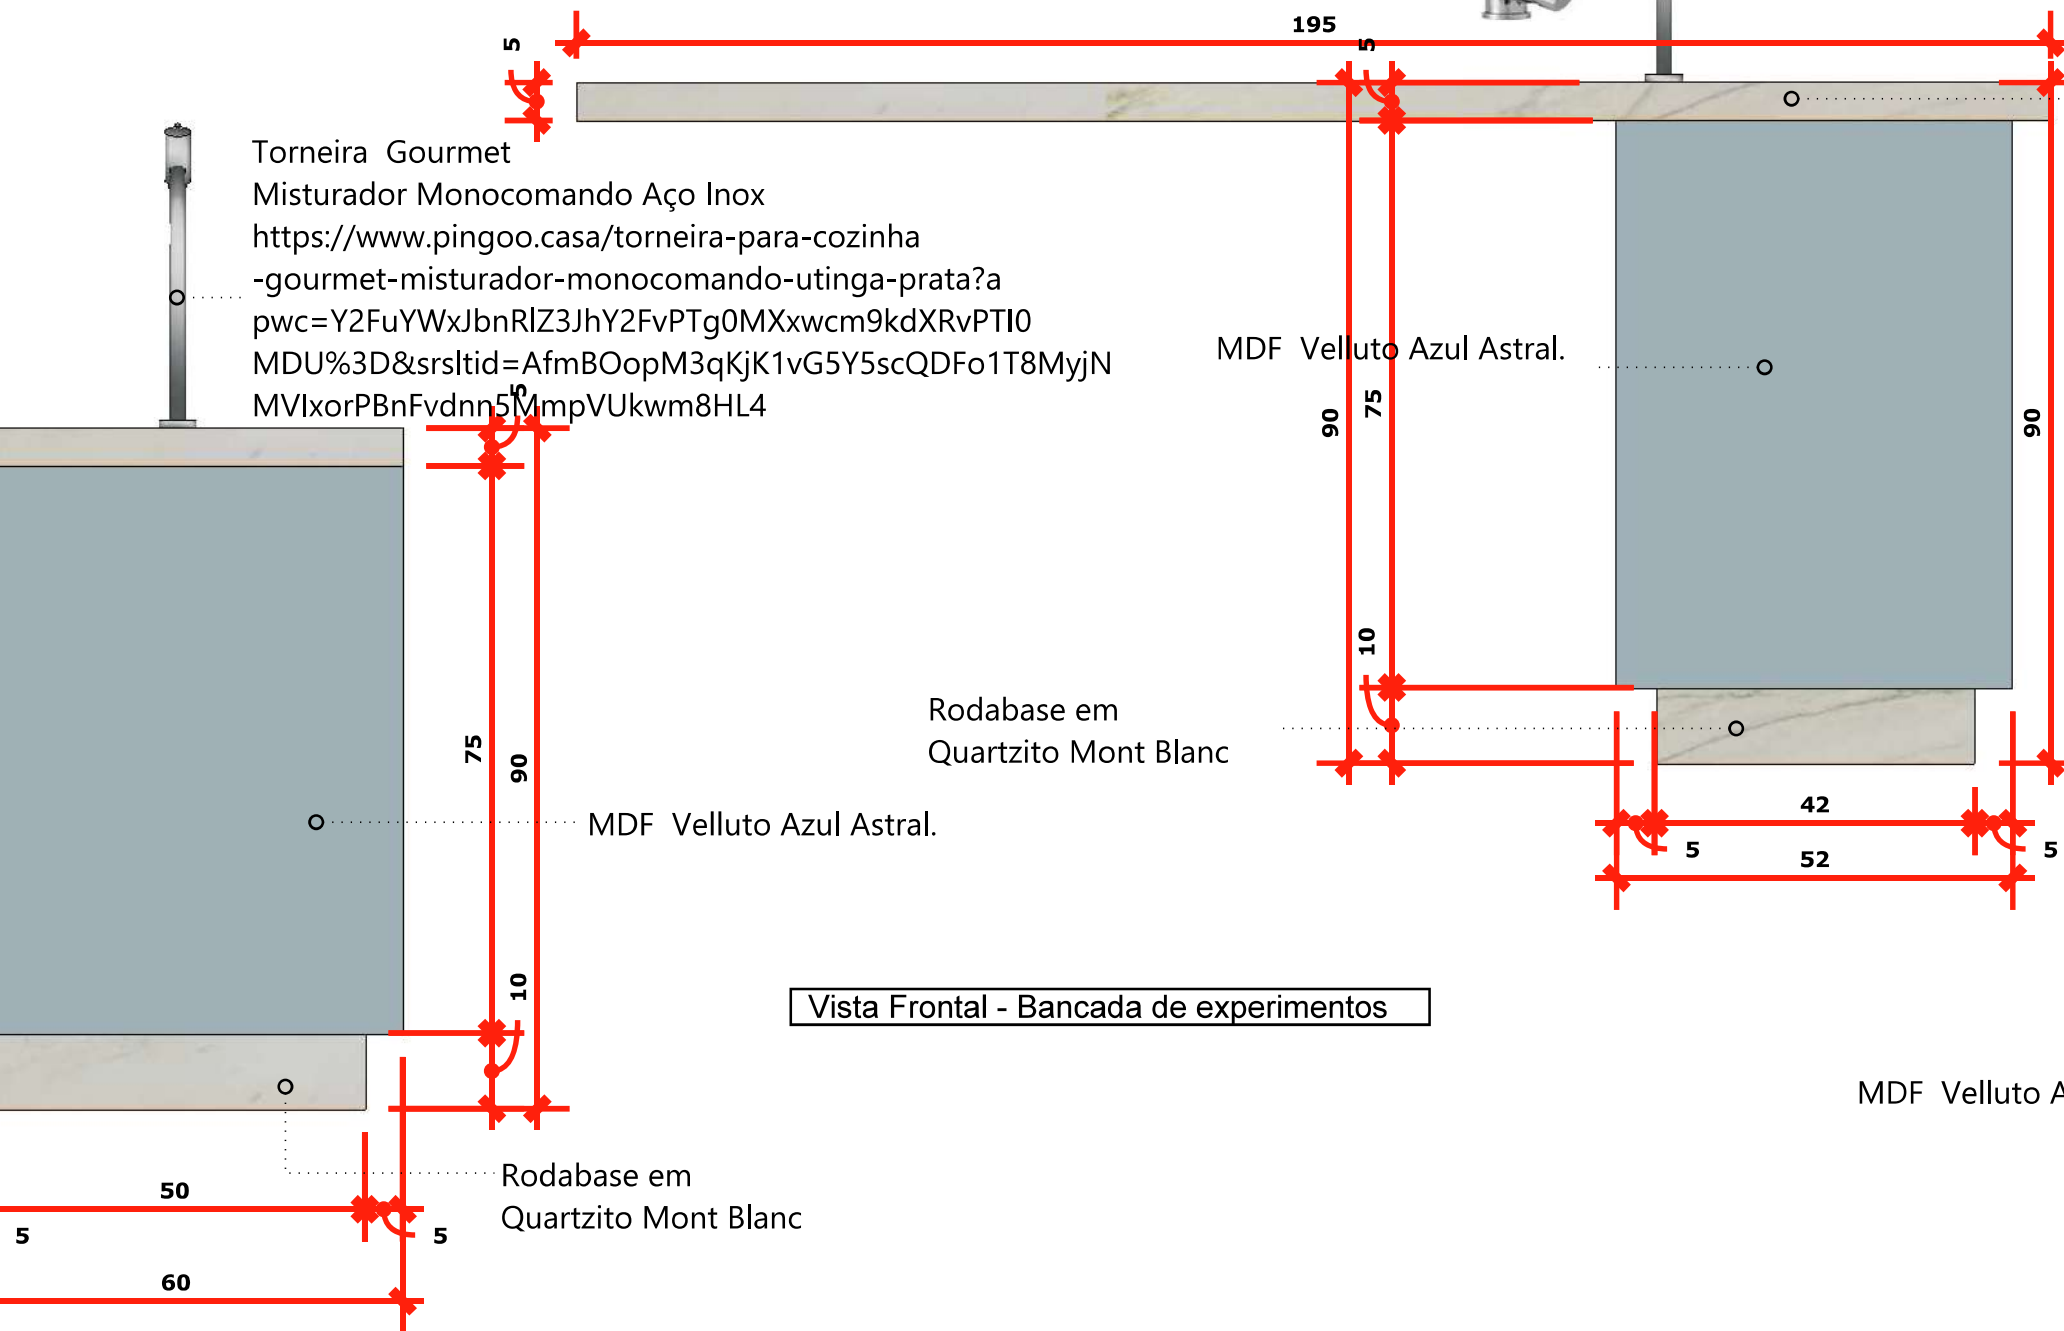 195
5
5
Torneira Gourmet
Misturador Monocomando Aço Inox
https://www.pingoo.casa/torneira-para-cozinha
-gourmet-misturador-monocomando-utinga-prata?a
pwc=Y2FuYWxJbnRlZ3JhY2FvPTg0MXxwcm9kdXRvPTI0
MDU%3D&srsltid=AfmBOopM3qKjK1vG5Y5scQDFo1T8MyjN
MVIxorPBnFvdnn5MmpVUkwm8HL4
5
MDF Velluto Azul Astral.
90
75
90
10
Rodabase em
Quartzito Mont Blanc
75
90
MDF Velluto Azul Astral.
42
5
5
52
10
Vista Frontal - Bancada de experimentos
MDF Velluto A
Rodabase em
Quartzito Mont Blanc
50
5
5
60